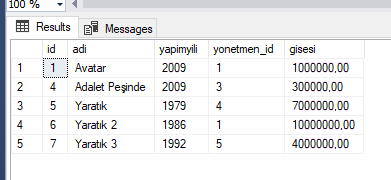 100 %
Results Messages
id adi yapimyili yonetmen_id gisesi
1 1 Avatar 2009 1 1000000,00
2 4 Adalet Peşinde 2009 3 300000,00
3 5 Yaratık 1979 4 7000000,00
4 6 Yaratık 2 1986 1 10000000,00
5 7 Yaratık 3 1992 5 4000000,00